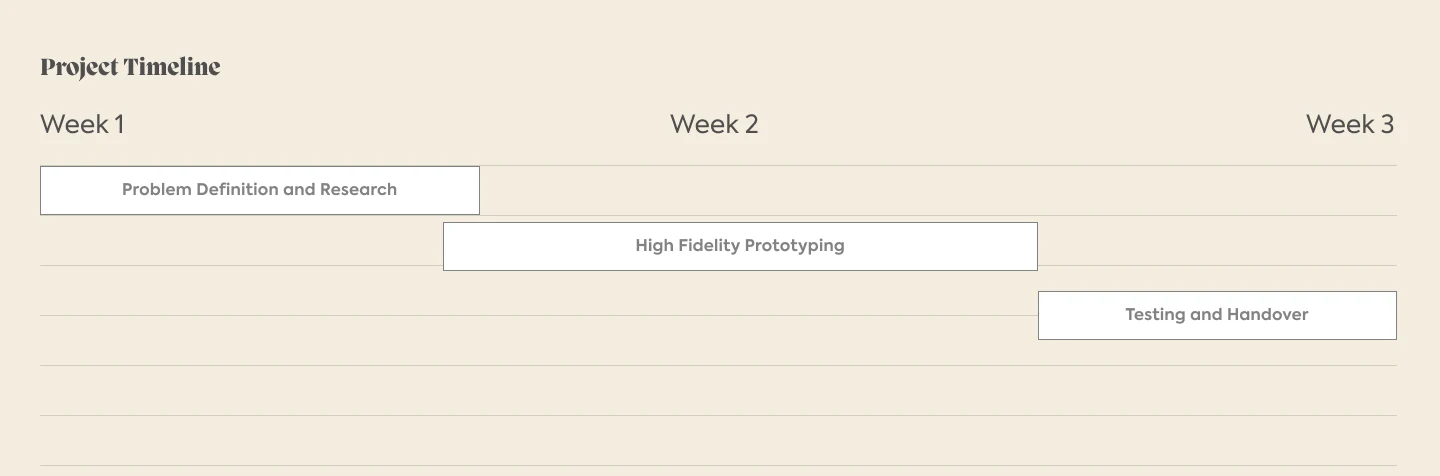 Project Timeline
Week 1 Week 2 Week 3
Problem Definition and Research
High Fidelity Prototyping
Testing and Handover